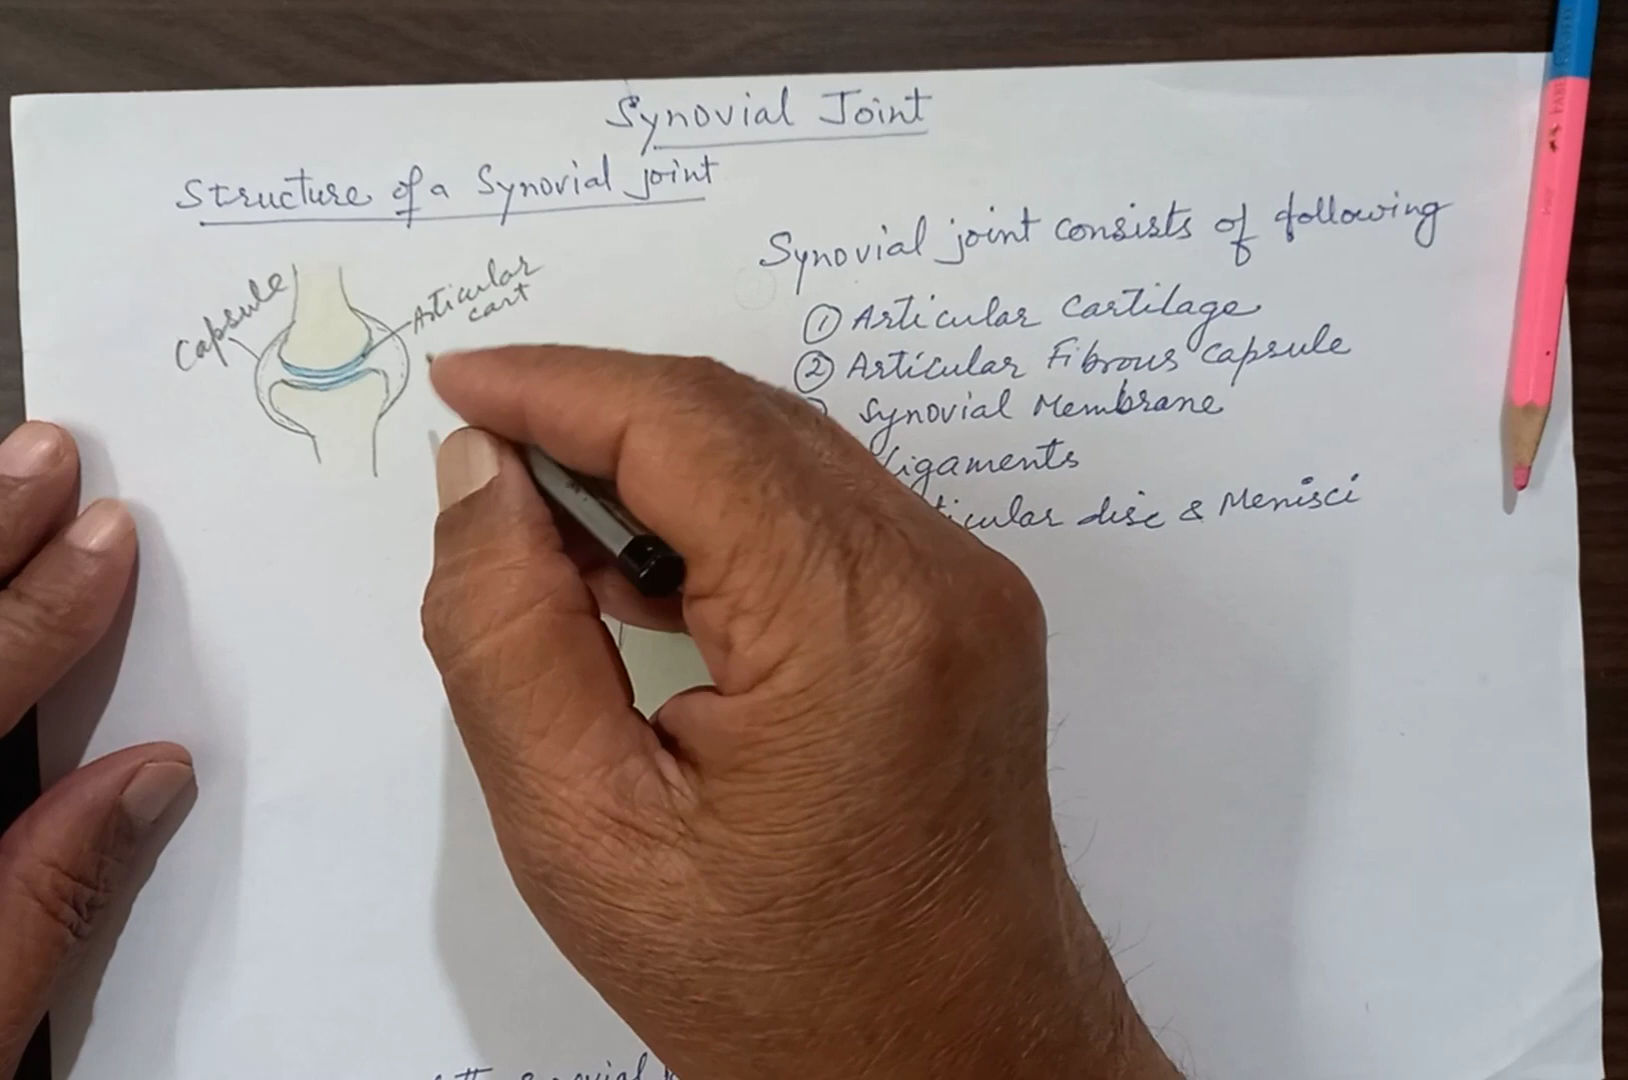 Synovial Joint
Structure of a Synovial joint
Capsule
Articular
cart
Synovial joint consists of following
① Articular Cartilage
② Articular Fibrous capsule
Synovial Membrane
Ligaments
disc & Menisci